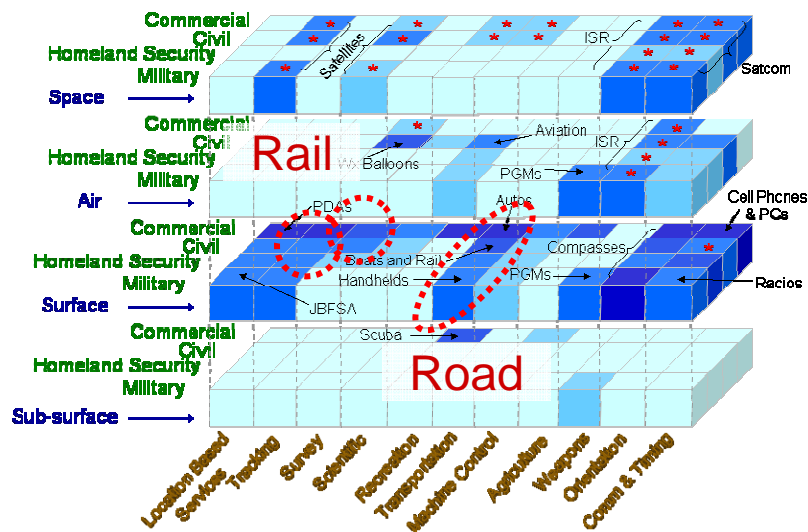 Commercial
Civil
Homeland Security
Military
Space
Satellites
ISR
Satcom
Commercial
Civil
Homeland Security
Military
Air
Rail
Balloons
Aviation
PGMs
ISR
Commercial
Civil
Homeland Security
Military
Surface
PDAs
Autos
Cell Phones
& PCs
Boats and Rail
Compasses
Handhelds
PGMs
JBFSA
Racios
Commercial
Civil
Homeland Security
Military
Sub-surface
Scuba
Road
Location Based
Services
Tracking
Survey
Scientific
Recreation
Transportation
Machine Control
Agriculture
Weapons
Orientation
Comm & Timing